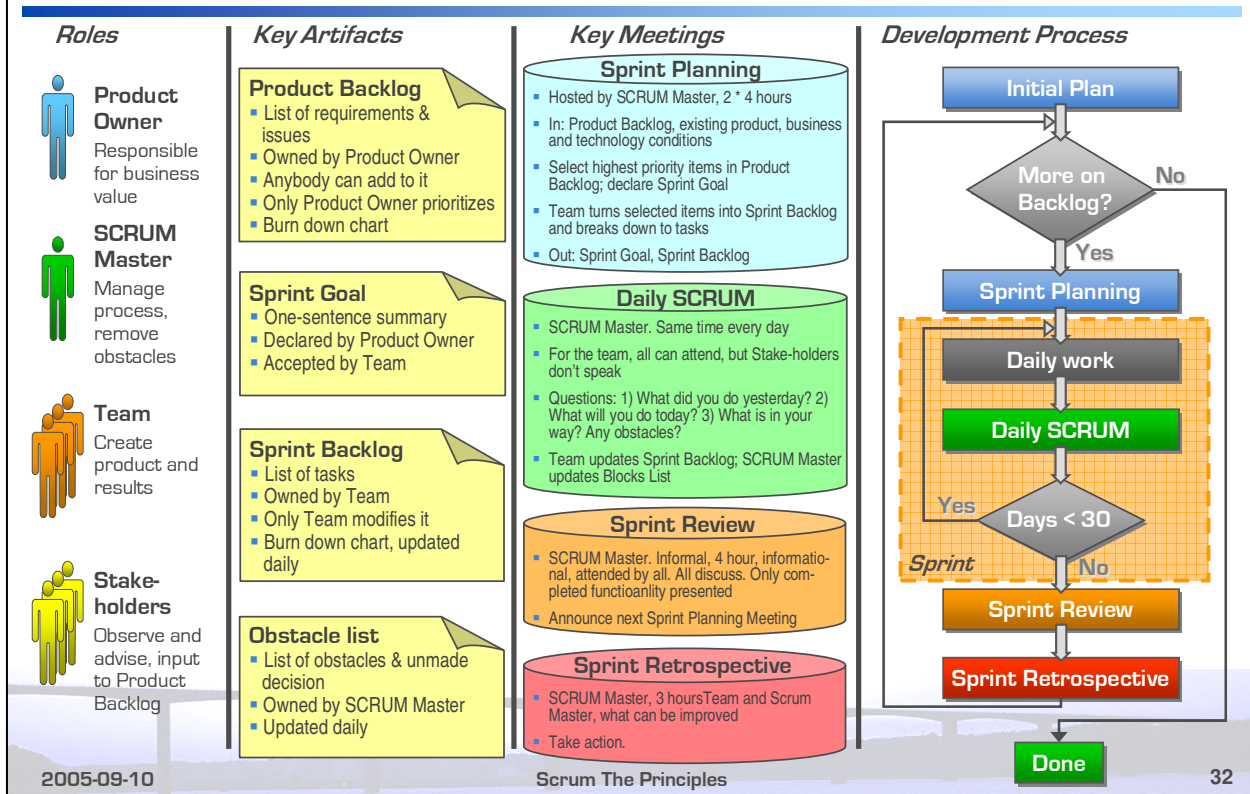 Roles
Product
Owner
Responsible
for business
value
SCRUM
Master
Manage
process,
remove
obstacles
Team
Create
product and
results
Stake-
holders
Observe and
advise, input
to Product
Backlog
Key Artifacts
Product Backlog
▪ List of requirements &
issues
▪ Owned by Product Owner
▪ Anybody can add to it
▪ Only Product Owner prioritizes
▪ Burn down chart
Sprint Goal
▪ One-sentence summary
▪ Declared by Product Owner
▪ Accepted by Team
Sprint Backlog
▪ List of tasks
▪ Owned by Team
▪ Only Team modifies it
▪ Burn down chart, updated
daily
Obstacle list
▪ List of obstacles & unmade
decision
▪ Owned by SCRUM Master
▪ Updated daily
Key Meetings
Sprint Planning
▪ Hosted by SCRUM Master, 2 * 4 hours
▪ In: Product Backlog, existing product, business
and technology conditions
▪ Select highest priority items in Product
Backlog; declare Sprint Goal
▪ Team turns selected items into Sprint Backlog
and breaks down to tasks
▪ Out: Sprint Goal, Sprint Backlog
Daily SCRUM
▪ SCRUM Master. Same time every day
▪ For the team, all can attend, but Stake-holders
don't speak
▪ Questions: 1) What did you do yesterday? 2)
What will you do today? 3) What is in your
way? Any obstacles?
▪ Team updates Sprint Backlog; SCRUM Master
updates Blocks List
Sprint Review
▪ SCRUM Master. Informal, 4 hour, informatio-
nal, attended by all. All discuss. Only com-
pleted functioanlity presented
▪ Announce next Sprint Planning Meeting
Sprint Retrospective
▪ SCRUM Master, 3 hoursTeam and Scrum
Master, what can be improved
▪ Take action.
Development Process
Initial Plan
More on
Backlog?
No
Yes
Sprint Planning
Daily work
Daily SCRUM
Yes
Days < 30
Sprint
No
Sprint Review
Sprint Retrospective
Done
2005-09-10
Scrum The Principles
32